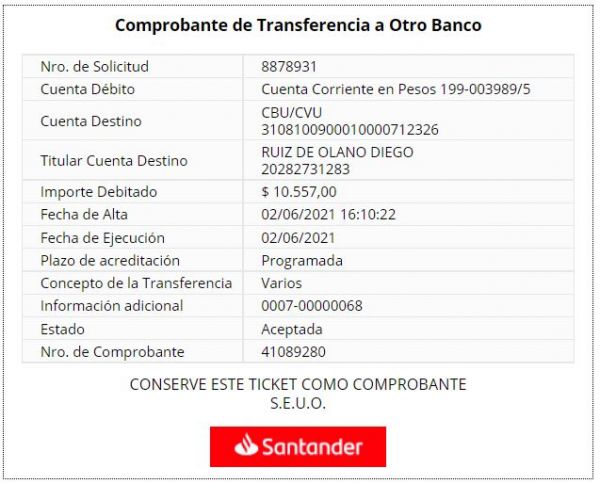 Comprobante de Transferencia a Otro Banco
Nro. de Solicitud 8878931
Cuenta Débito Cuenta Corriente en Pesos 199-003989/5
Cuenta Destino CBU/CVU
3108100900010000712326
Titular Cuenta Destino RUIZ DE OLANO DIEGO
20282731283
Importe Debitado $ 10.557,00
Fecha de Alta 02/06/2021 16:10:22
Fecha de Ejecución 02/06/2021
Plazo de acreditación Programada
Concepto de la Transferencia Varios
Información adicional 0007-00000068
Estado Aceptada
Nro. de Comprobante 41089280
CONSERVE ESTE TICKET COMO COMPROBANTE
S.E.U.O.
Santander